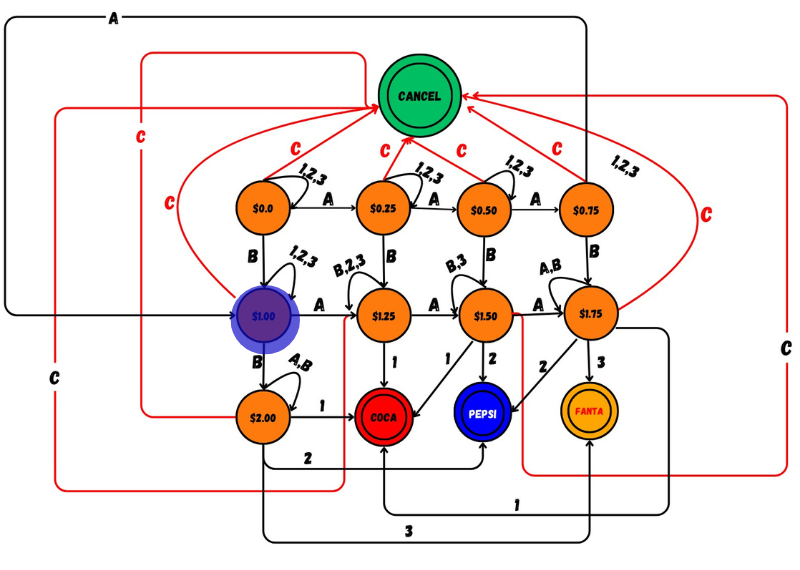 A
CANCEL
C
C
C
C
C
1,2,3
1,2,3
1,2,3
1,2,3
$0.0
A
$0.25
A
$0.50
A
$0.75
C
C
B
B
B
B
1,2,3
B,2,3
B,3
A,B
$1.00
A
$1.25
A
$1.50
A
$1.75
C
C
B
A,B
1
1
2
2
3
$2.00
1
COCA
PEPSI
FANTA
2
1
3